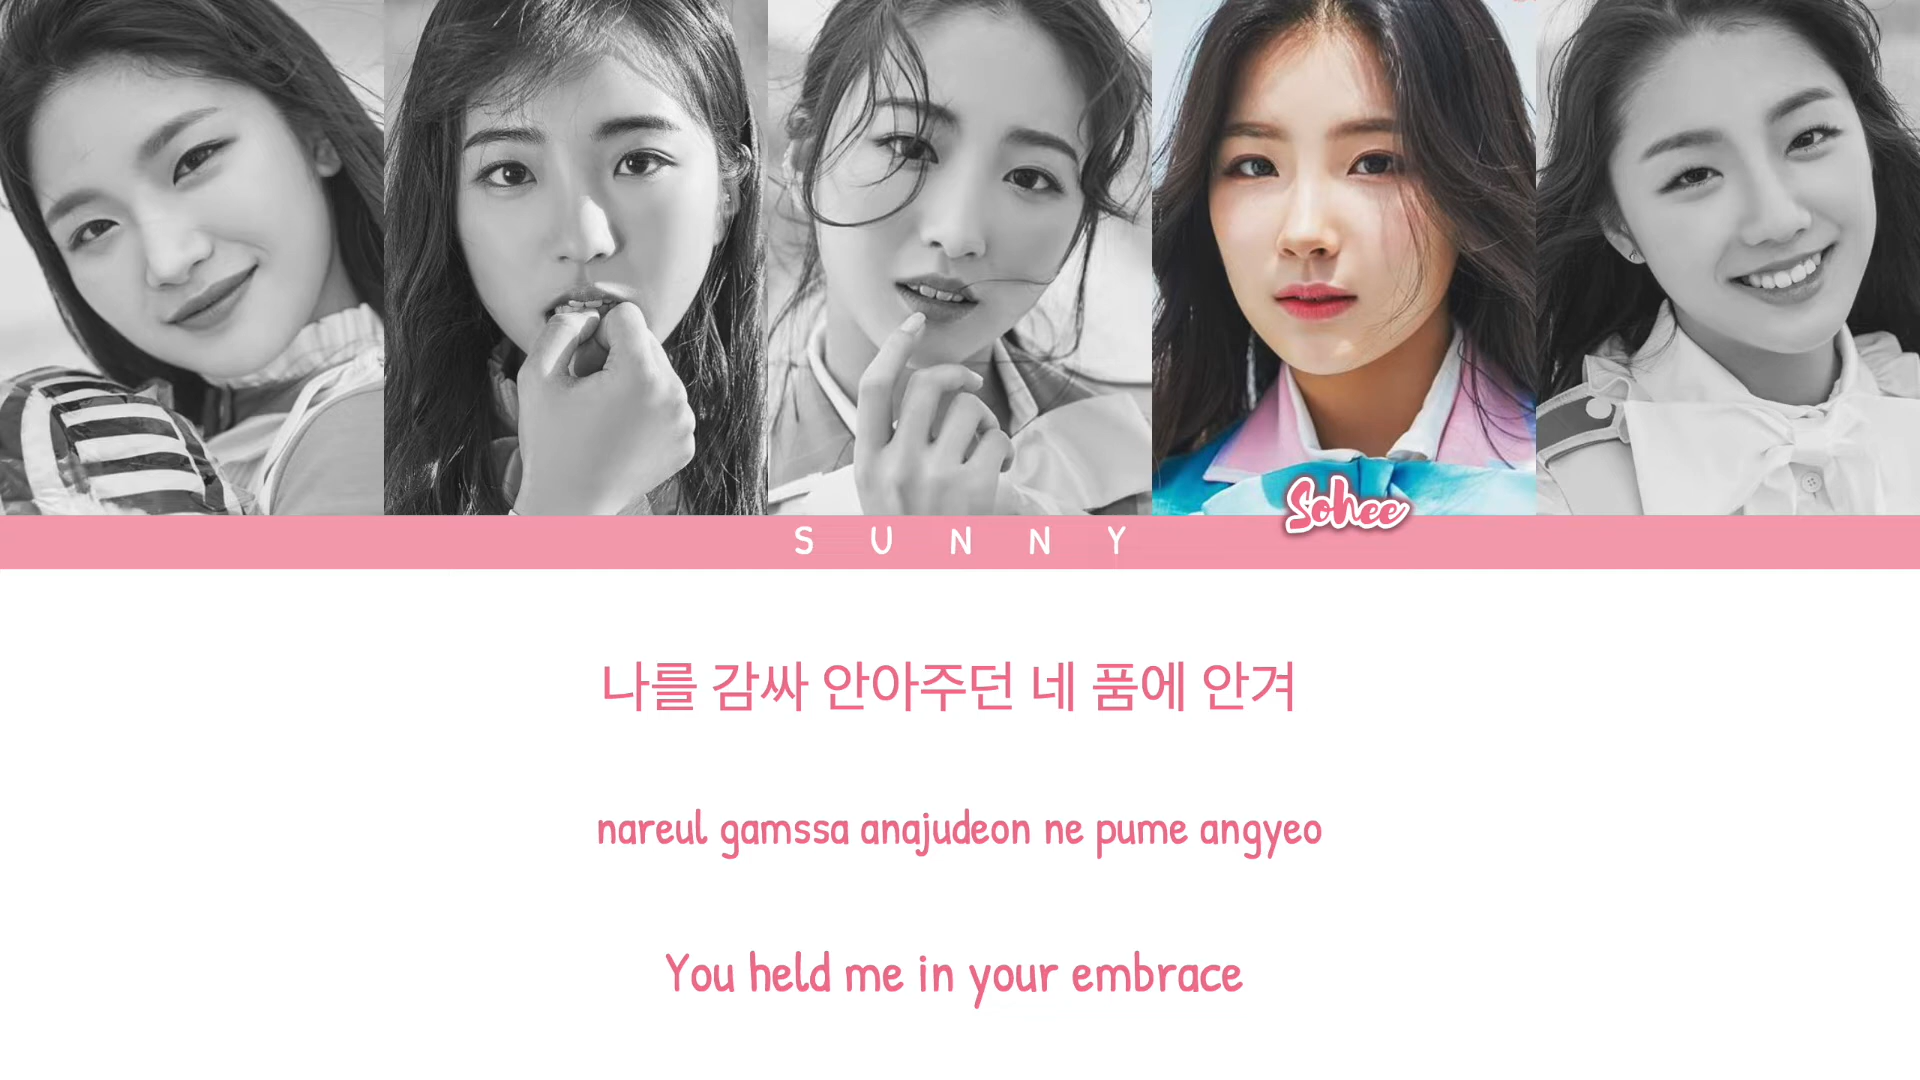 Sohee
S U N N Y
나를 감싸 안아주던 네 품에 안겨
nareul gamssa anajudeon ne pume angyeo
You held me in your embrace